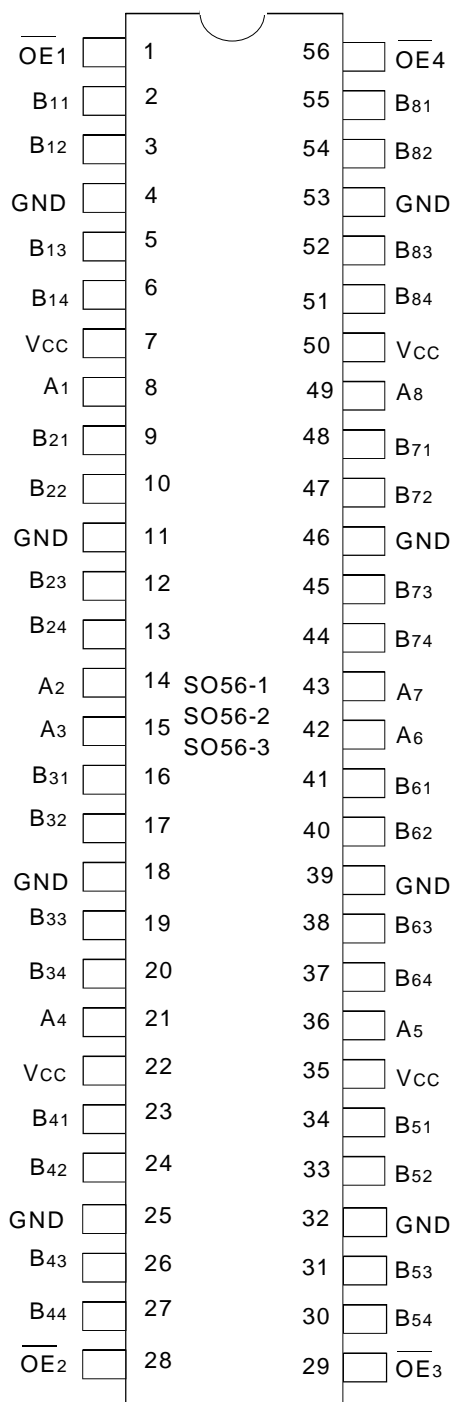 OE1 1 56 OE4
B11 2 55 B81
B12 3 54 B82
GND 4 53 GND
B13 5 52 B83
B14 6 51 B84
VCC 7 50 VCC
A1 8 49 A8
B21 9 48 B71
B22 10 47 B72
GND 11 46 GND
B23 12 45 B73
B24 13 44 B74
A2 14 SO56-1 43 A7
SO56-2
A3 15 42 A6
SO56-3
B31 16 41 B61
B32 17 40 B62
GND 18 39 GND
B33 19 38 B63
B34 20 37 B64
A4 21 36 A5
VCC 22 35 VCC
B41 23 34 B51
B42 24 33 B52
GND 25 32 GND
B43 26 31 B53
B44 27 30 B54
OE2 28 29 OE3